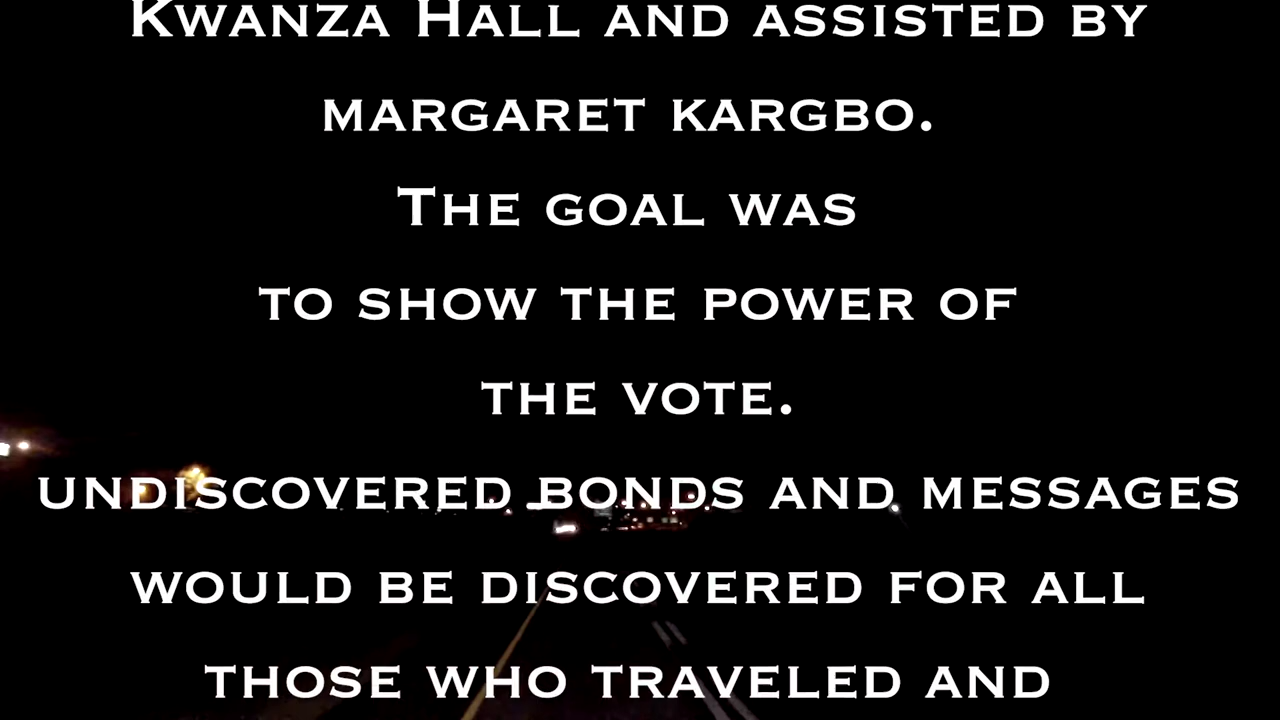 Kwanza Hall and assisted by
margaret kargbo.
The goal was
to show the power of
the vote.
undiscovered bonds and messages
would be discovered for all
those who traveled and